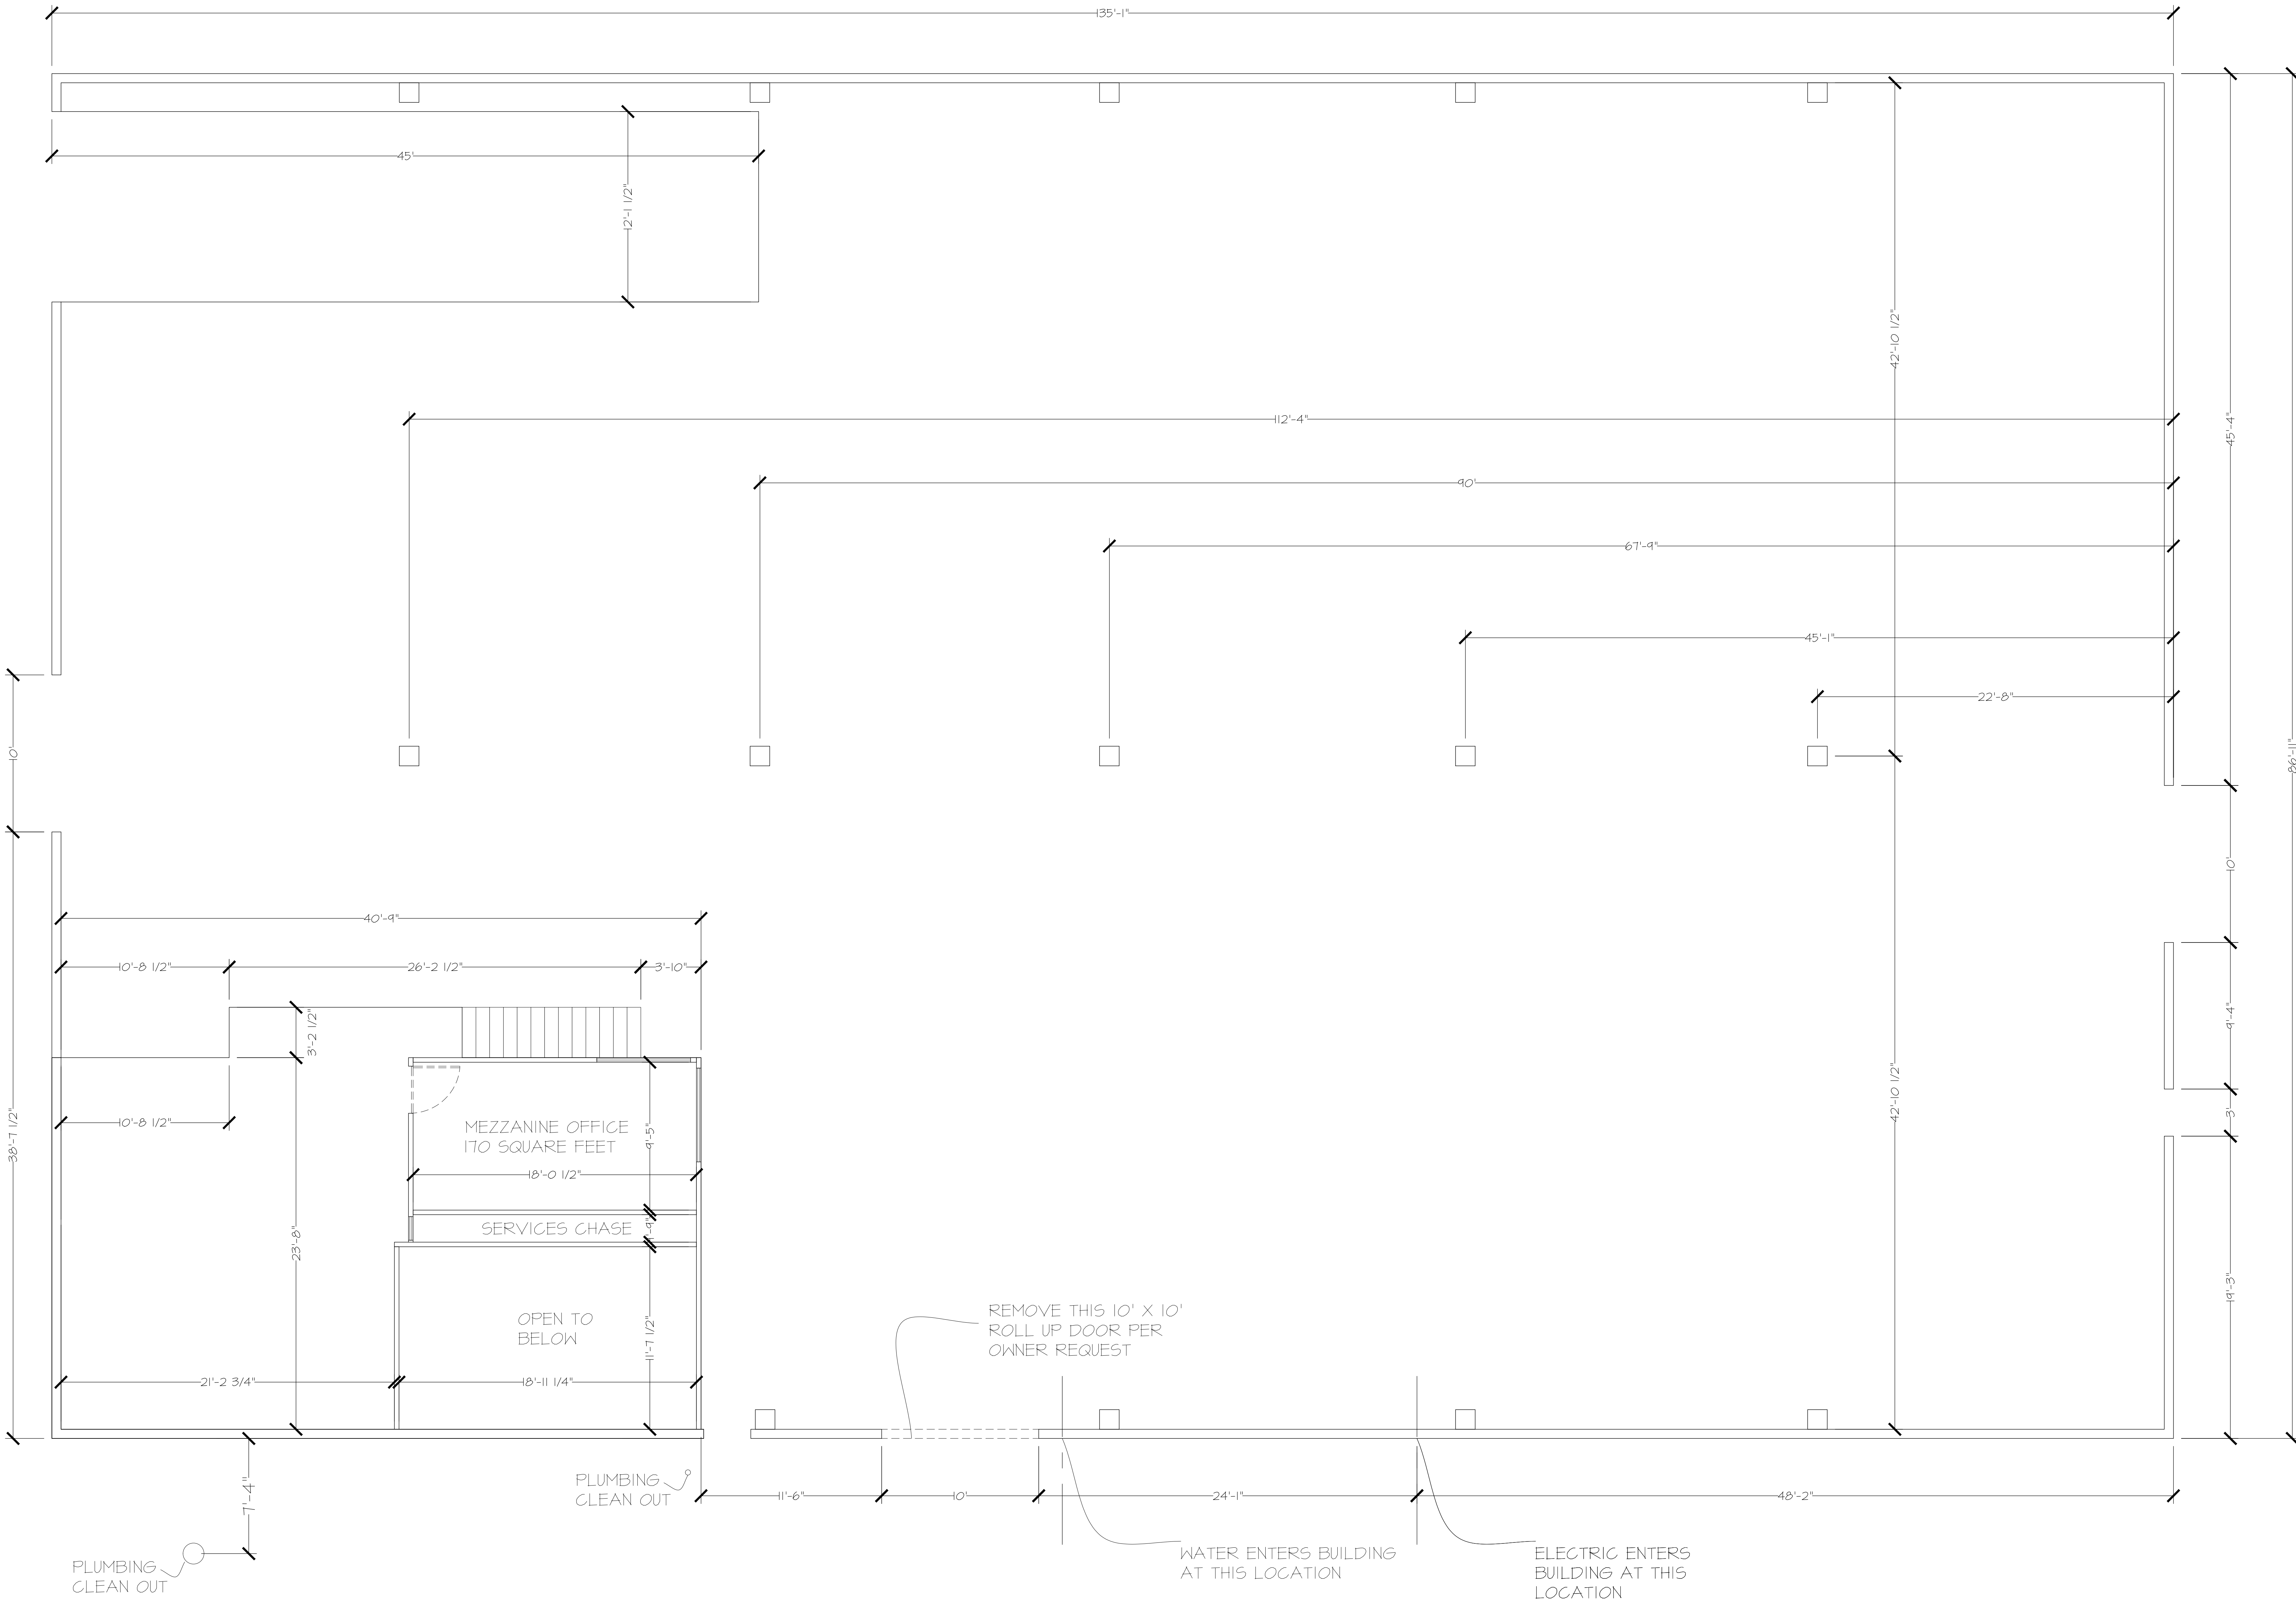 135'-1"
45'
12'-1 1/2"
42'-10 1/2"
112'-4"
45'-4"
90'
67'-9"
45'-1"
22'-8"
10'
86'-11"
10'
40'-9"
10'-8 1/2"
26'-2 1/2"
3'-10"
3'-2 1/2"
9'-4"
10'-8 1/2"
38'-7 1/2"
MEZZANINE OFFICE
170 SQUARE FEET
9'-5"
42'-10 1/2"
3'
18'-0 1/2"
SERVICES CHASE
1'-9"
23'-8"
19'-3"
OPEN TO
BELOW
11'-7 1/2"
REMOVE THIS 10' X 10'
ROLL UP DOOR PER
OWNER REQUEST
21'-2 3/4"
18'-11 1/4"
7'-4"
PLUMBING
CLEAN OUT
11'-6"
10'
24'-1"
48'-2"
PLUMBING
CLEAN OUT
WATER ENTERS BUILDING
AT THIS LOCATION
ELECTRIC ENTERS
BUILDING AT THIS
LOCATION